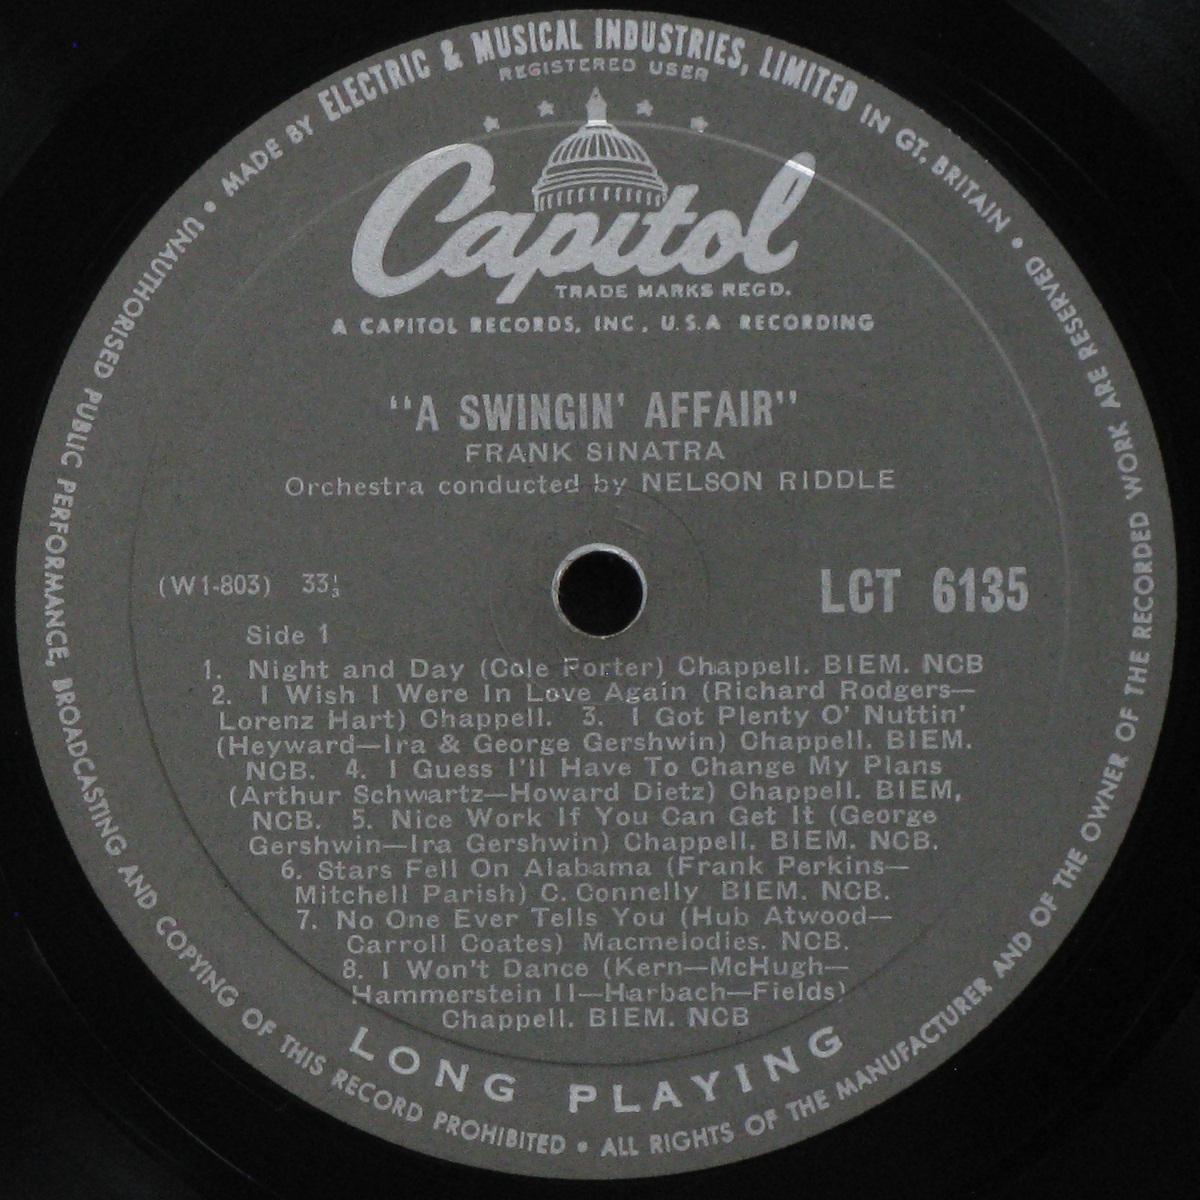 MADE BY ELECTRIC & MUSICAL INDUSTRIES, LIMITED IN GT. BRITAIN •
REGISTERED USER
Capitol
TRADE MARKS REGD.
A CAPITOL RECORDS, INC, U.S.A RECORDING
"A SWINGIN' AFFAIR"
FRANK SINATRA
Orchestra conducted by NELSON RIDDLE
(W1-803) 33⅓
LCT 6135
Side 1
1. Night and Day (Cole Porter) Chappell. BIEM. NCB
2. I Wish I Were In Love Again (Richard Rodgers—
Lorenz Hart) Chappell. 3. I Got Plenty O' Nuttin'
(Heyward—Ira & George Gershwin) Chappell. BIEM.
NCB. 4. I Guess I'll Have To Change My Plans
(Arthur Schwartz—Howard Dietz) Chappell. BIEM,
NCB. 5. Nice Work If You Can Get It (George
Gershwin—Ira Gershwin) Chappell. BIEM. NCB.
6. Stars Fell On Alabama (Frank Perkins—
Mitchell Parish) C. Connelly BIEM. NCB.
7. No One Ever Tells You (Hub Atwood—
Carroll Coates) Macmelodies. NCB.
8. I Won't Dance (Kern—McHugh—
Hammerstein II—Harbach—Fields)
Chappell. BIEM. NCB
LONG PLAYING
ALL RIGHTS OF THE MANUFACTURER AND OF THE OWNER OF THE RECORDED WORK ARE RESERVED •
UNAUTHORISED PUBLIC PERFORMANCE, BROADCASTING AND COPYING OF THIS RECORD PROHIBITED •